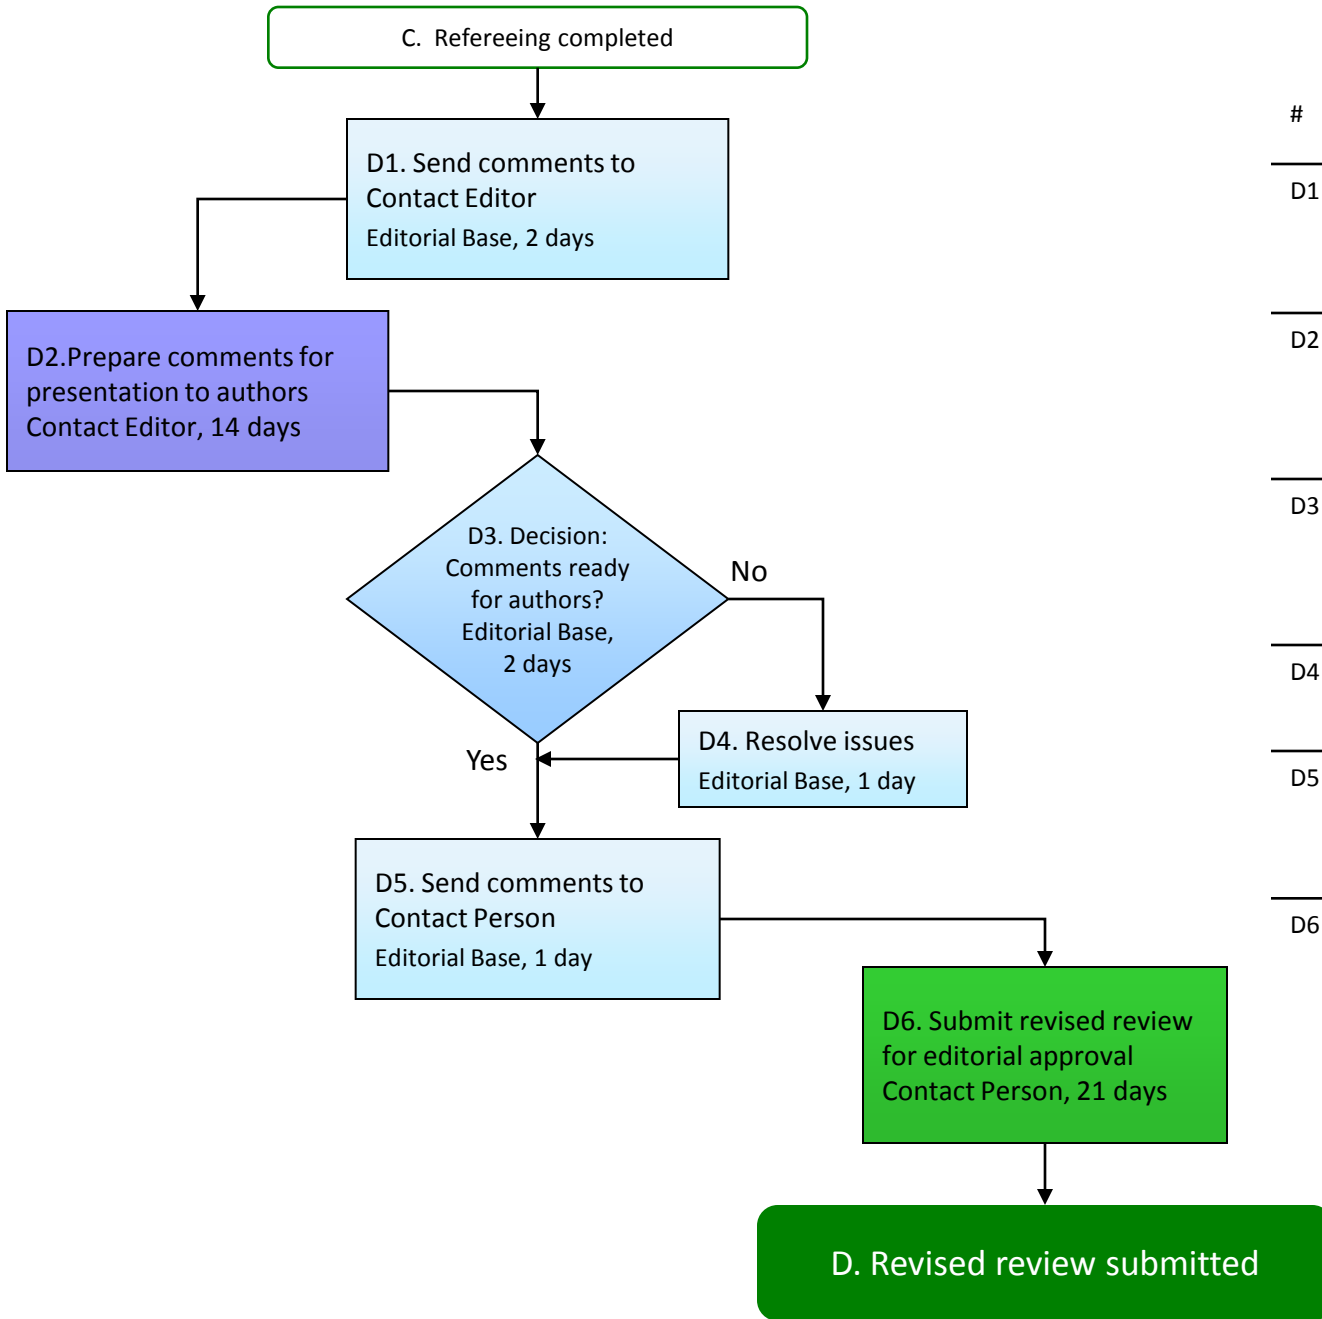 C.  Refereeing completed
D1. Send comments to
Contact Editor
Editorial Base, 2 days
D2.Prepare comments for
presentation to authors
Contact Editor, 14 days
D3. Decision:
Comments ready
for authors?
Editorial Base,
2 days
No
Yes
D4. Resolve issues
Editorial Base, 1 day
D5. Send comments to
Contact Person
Editorial Base, 1 day
D6. Submit revised review
for editorial approval
Contact Person, 21 days
D. Revised review submitted
#
D1
D2
D3
D4
D5
D6